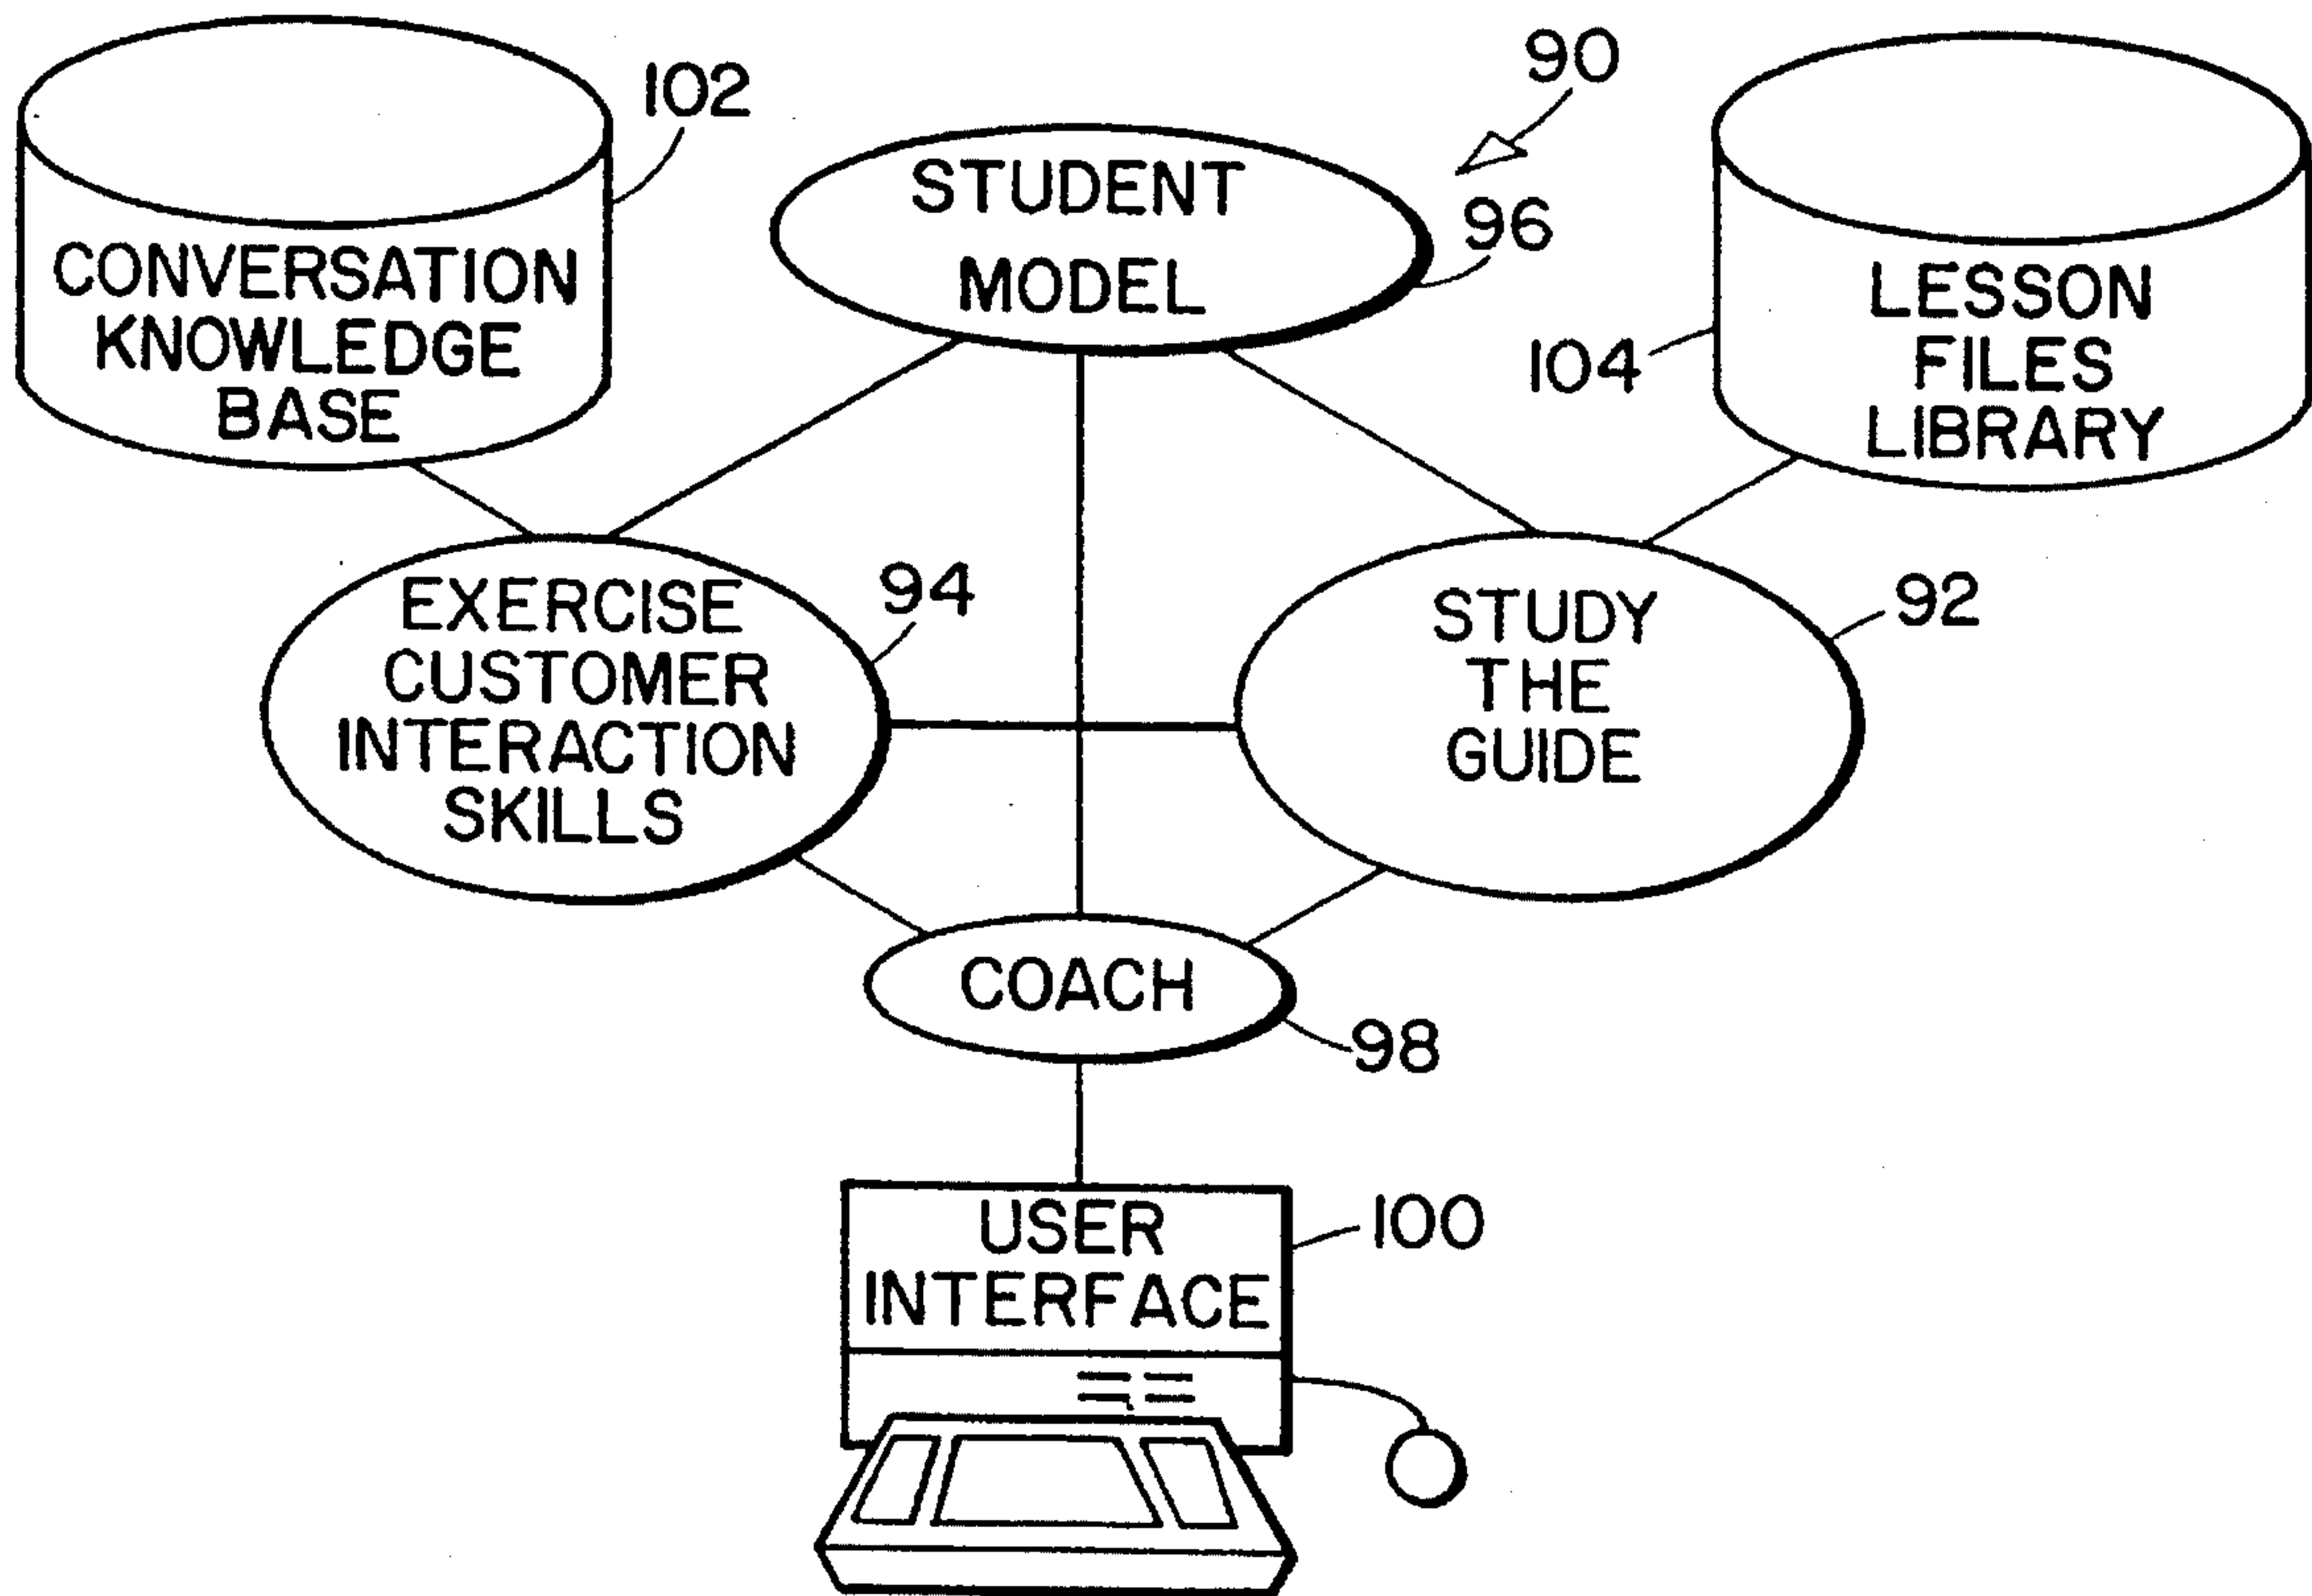 102
90
STUDENT
MODEL
96
CONVERSATION
KNOWLEDGE
BASE
LESSON
FILES
LIBRARY
104
EXERCISE
CUSTOMER
INTERACTION
SKILLS
94
STUDY
THE
GUIDE
92
COACH
98
USER
INTERFACE
100